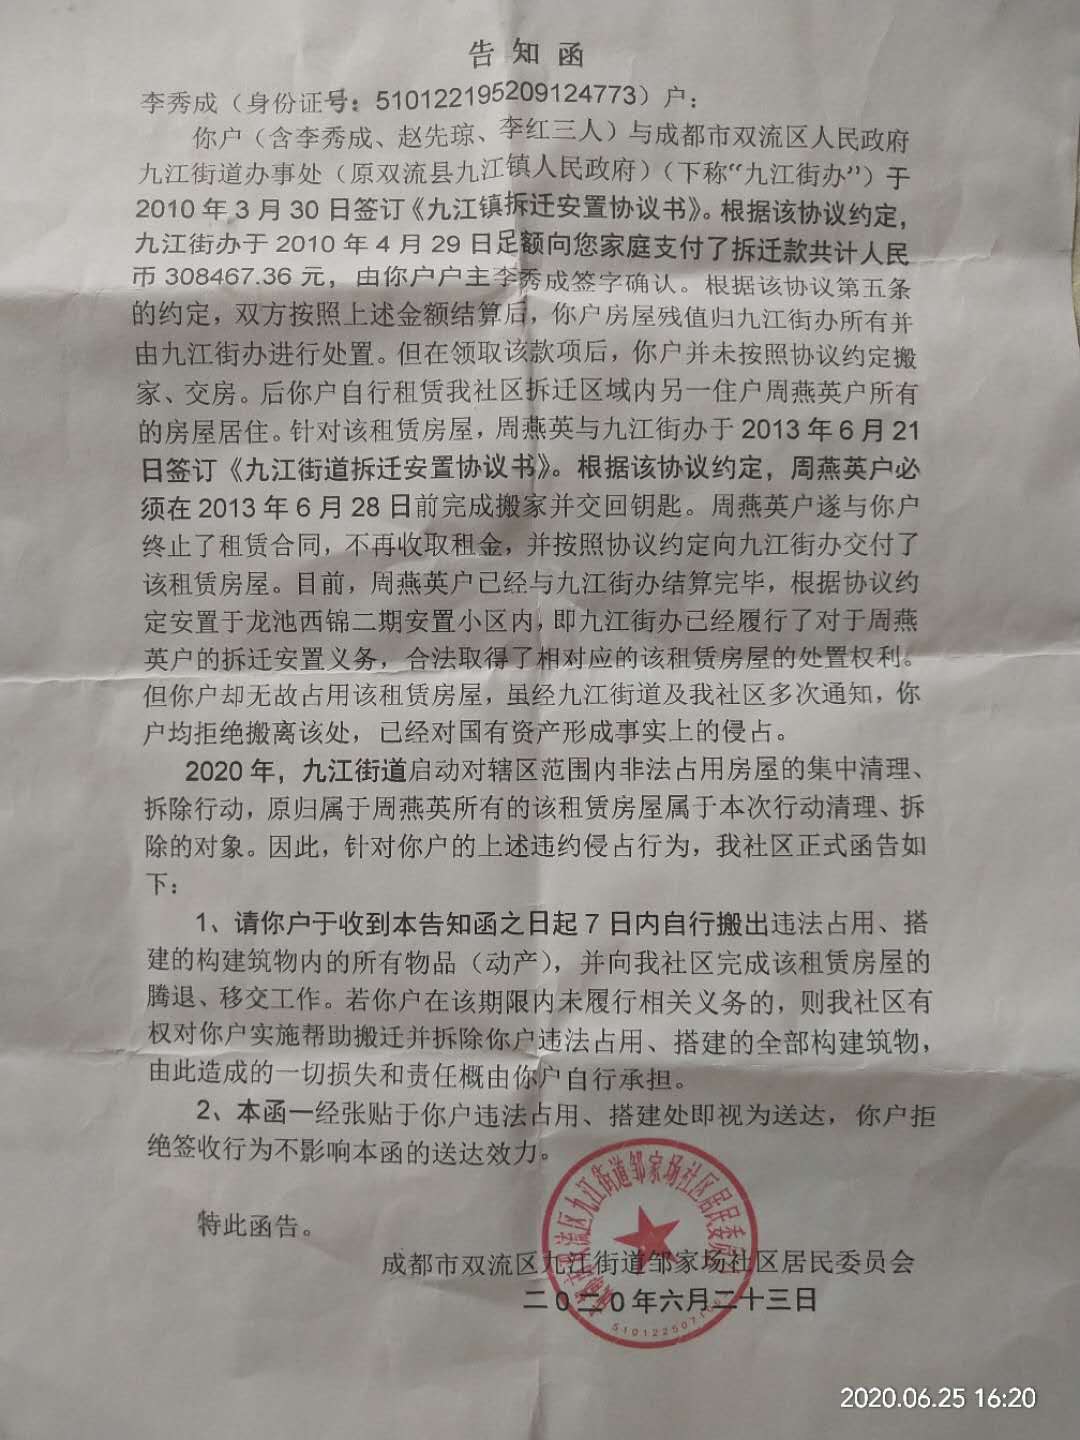 告知函
李秀成（身份证号：510122195209124773）户：
你户（含李秀成、赵先琼、李红三人）与成都市双流区人民政府
九江街道办事处（原双流县九江镇人民政府）（下称“九江街办”）于
2010年3月30日签订《九江镇拆迁安置协议书》。根据该协议约定，
九江街办于2010年4月29日足额向您家庭支付了拆迁款共计人民
币308467.36元，由你户户主李秀成签字确认。根据该协议第五条
的约定，双方按照上述金额结算后，你户房屋残值归九江街办所有并
由九江街办进行处置。但在领取该款项后，你户并未按照协议约定搬
家、交房。后你户自行租赁我社区拆迁区域内另一住户周燕英户所有
的房屋居住。针对该租赁房屋，周燕英与九江街办于2013年6月21
日签订《九江街道拆迁安置协议书》。根据该协议约定，周燕英户必
须在2013年6月28日前完成搬家并交回钥匙。周燕英户遂与你户
终止了租赁合同，不再收取租金，并按照协议约定向九江街办交付了
该租赁房屋。目前，周燕英户已经与九江街办结算完毕，根据协议约
定安置于龙池西锦二期安置小区内，即九江街办已经履行了对于周燕
英户的拆迁安置义务，合法取得了相对应的该租赁房屋的处置权利。
但你户却无故占用该租赁房屋，虽经九江街道及我社区多次通知，你
户均拒绝搬离该处，已经对国有资产形成事实上的侵占。
2020年，九江街道启动对辖区范围内非法占用房屋的集中清理、
拆除行动，原归属于周燕英所有的该租赁房屋属于本次行动清理、拆
除的对象。因此，针对你户的上述违约侵占行为，我社区正式函告如
下：
1、请你户于收到本告知函之日起7日内自行搬出违法占用、搭
建的构建筑物内的所有物品（动产），并向我社区完成该租赁房屋的
腾退、移交工作。若你户在该期限内未履行相关义务的，则我社区有
权对你户实施帮助搬迁并拆除你户违法占用、搭建的全部构建筑物，
由此造成的一切损失和责任概由你户自行承担。
2、本函一经张贴于你户违法占用、搭建处即视为送达，你户拒
绝签收行为不影响本函的送达效力。
特此函告。
成都市双流区九江街道邹家场社区居民委员会
二0二0年六月二十三日
成都市双流区九江街道邹家场社区居民委员会
2020.06.25 16:20